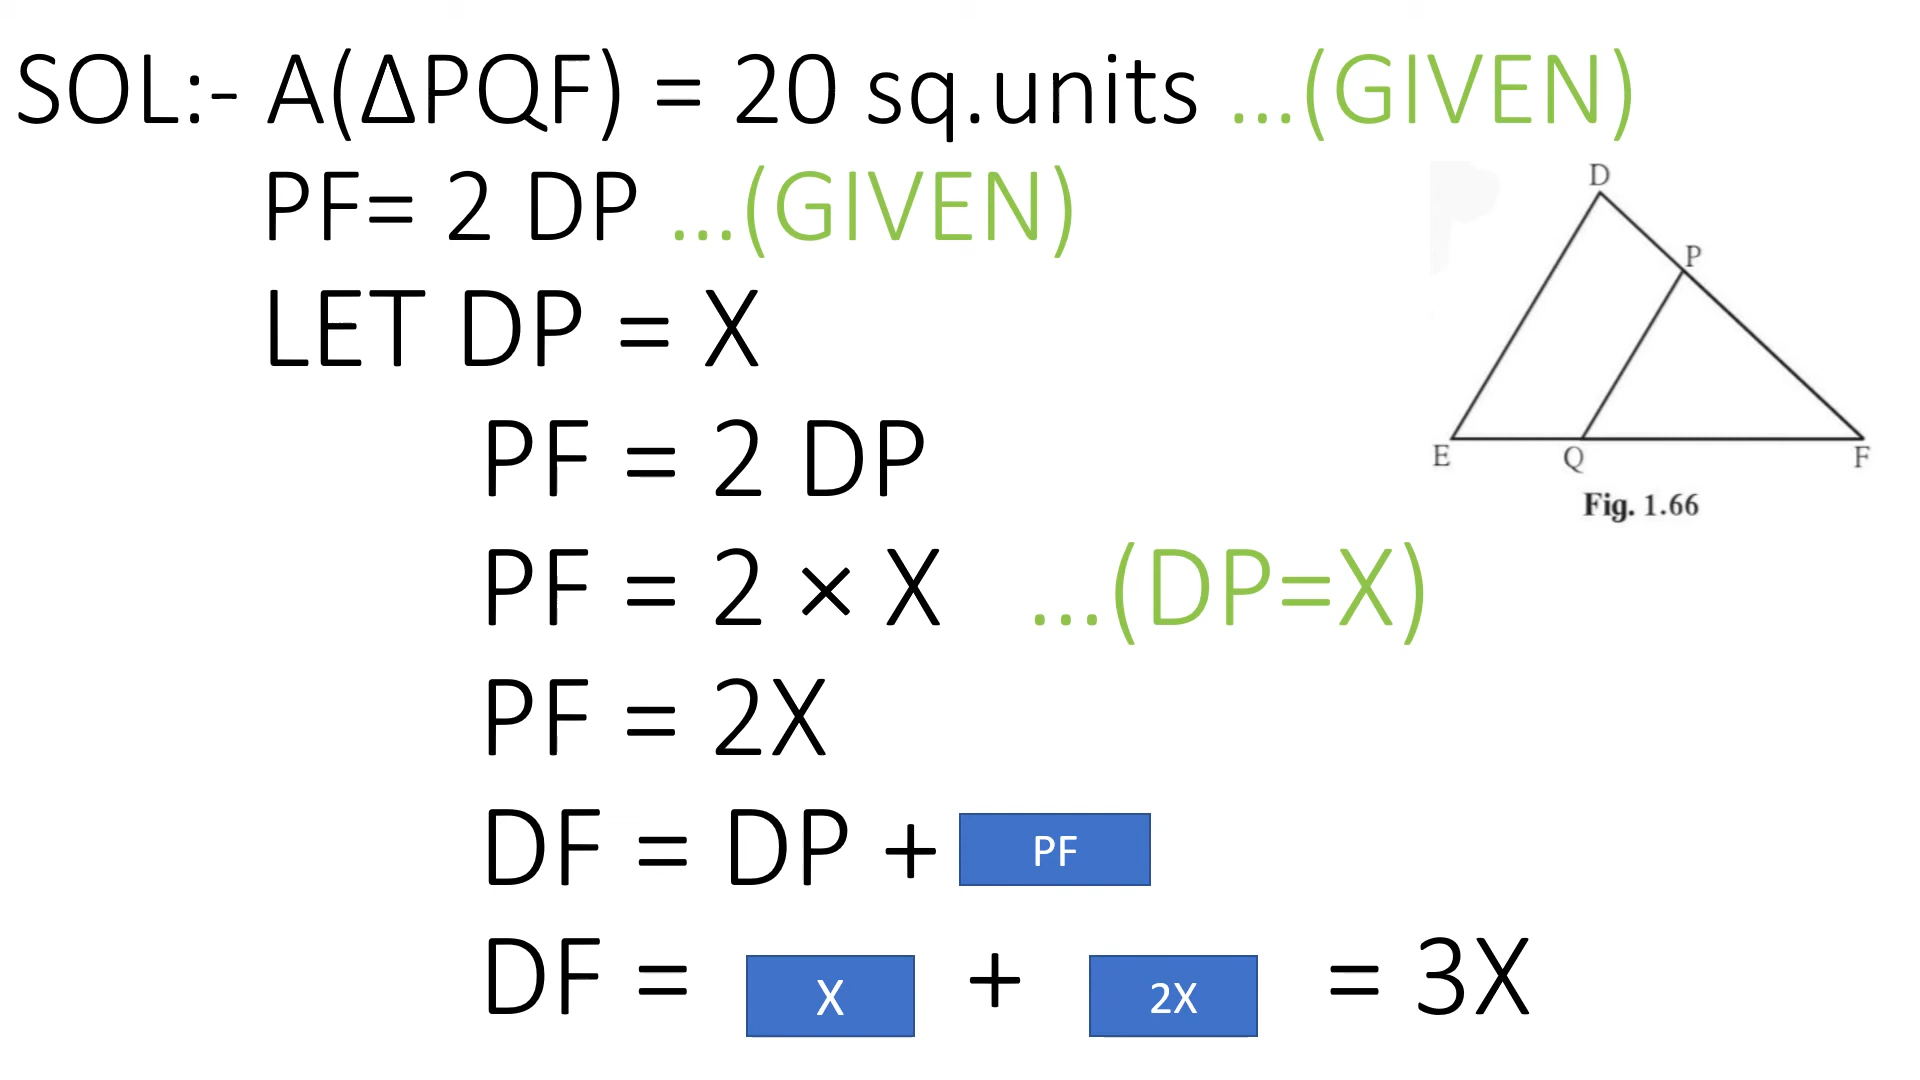 SOL:- A(∆PQF) = 20 sq.units ...(GIVEN)
PF= 2 DP ...(GIVEN)
LET DP = X
PF = 2 DP
PF = 2 × X ...(DP=X)
PF = 2X
DF = DP + PF
DF = X + 2X = 3X
D
P
E
Q
F
Fig. 1.66